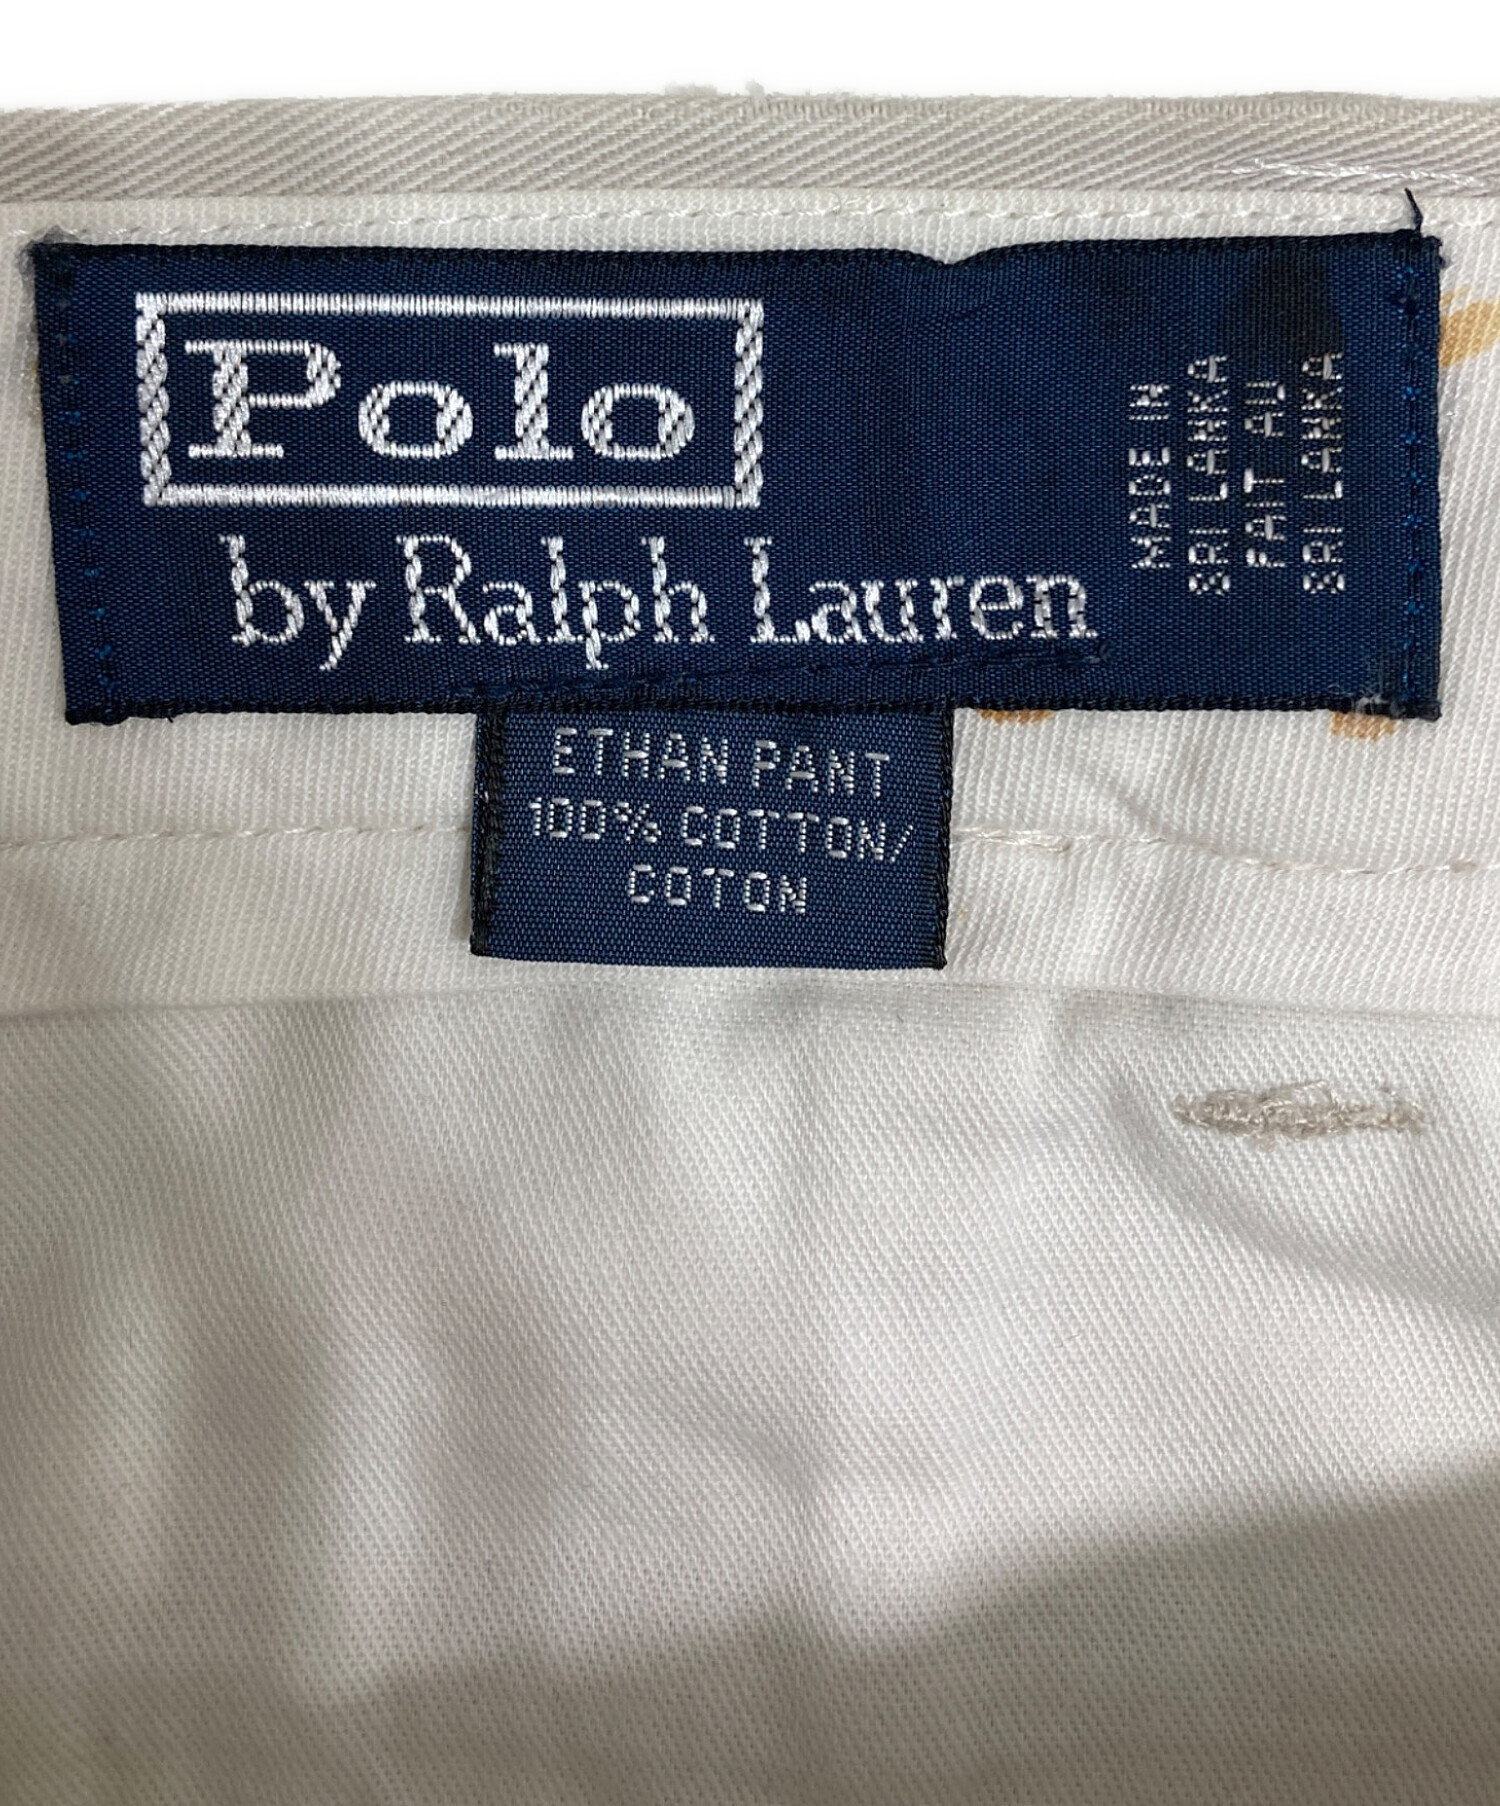 Polo
by Ralph Lauren
MADE IN
SRI LANKA
FAIT AU
SRI LANKA
ETHAN PANT
100% COTTON/
COTON